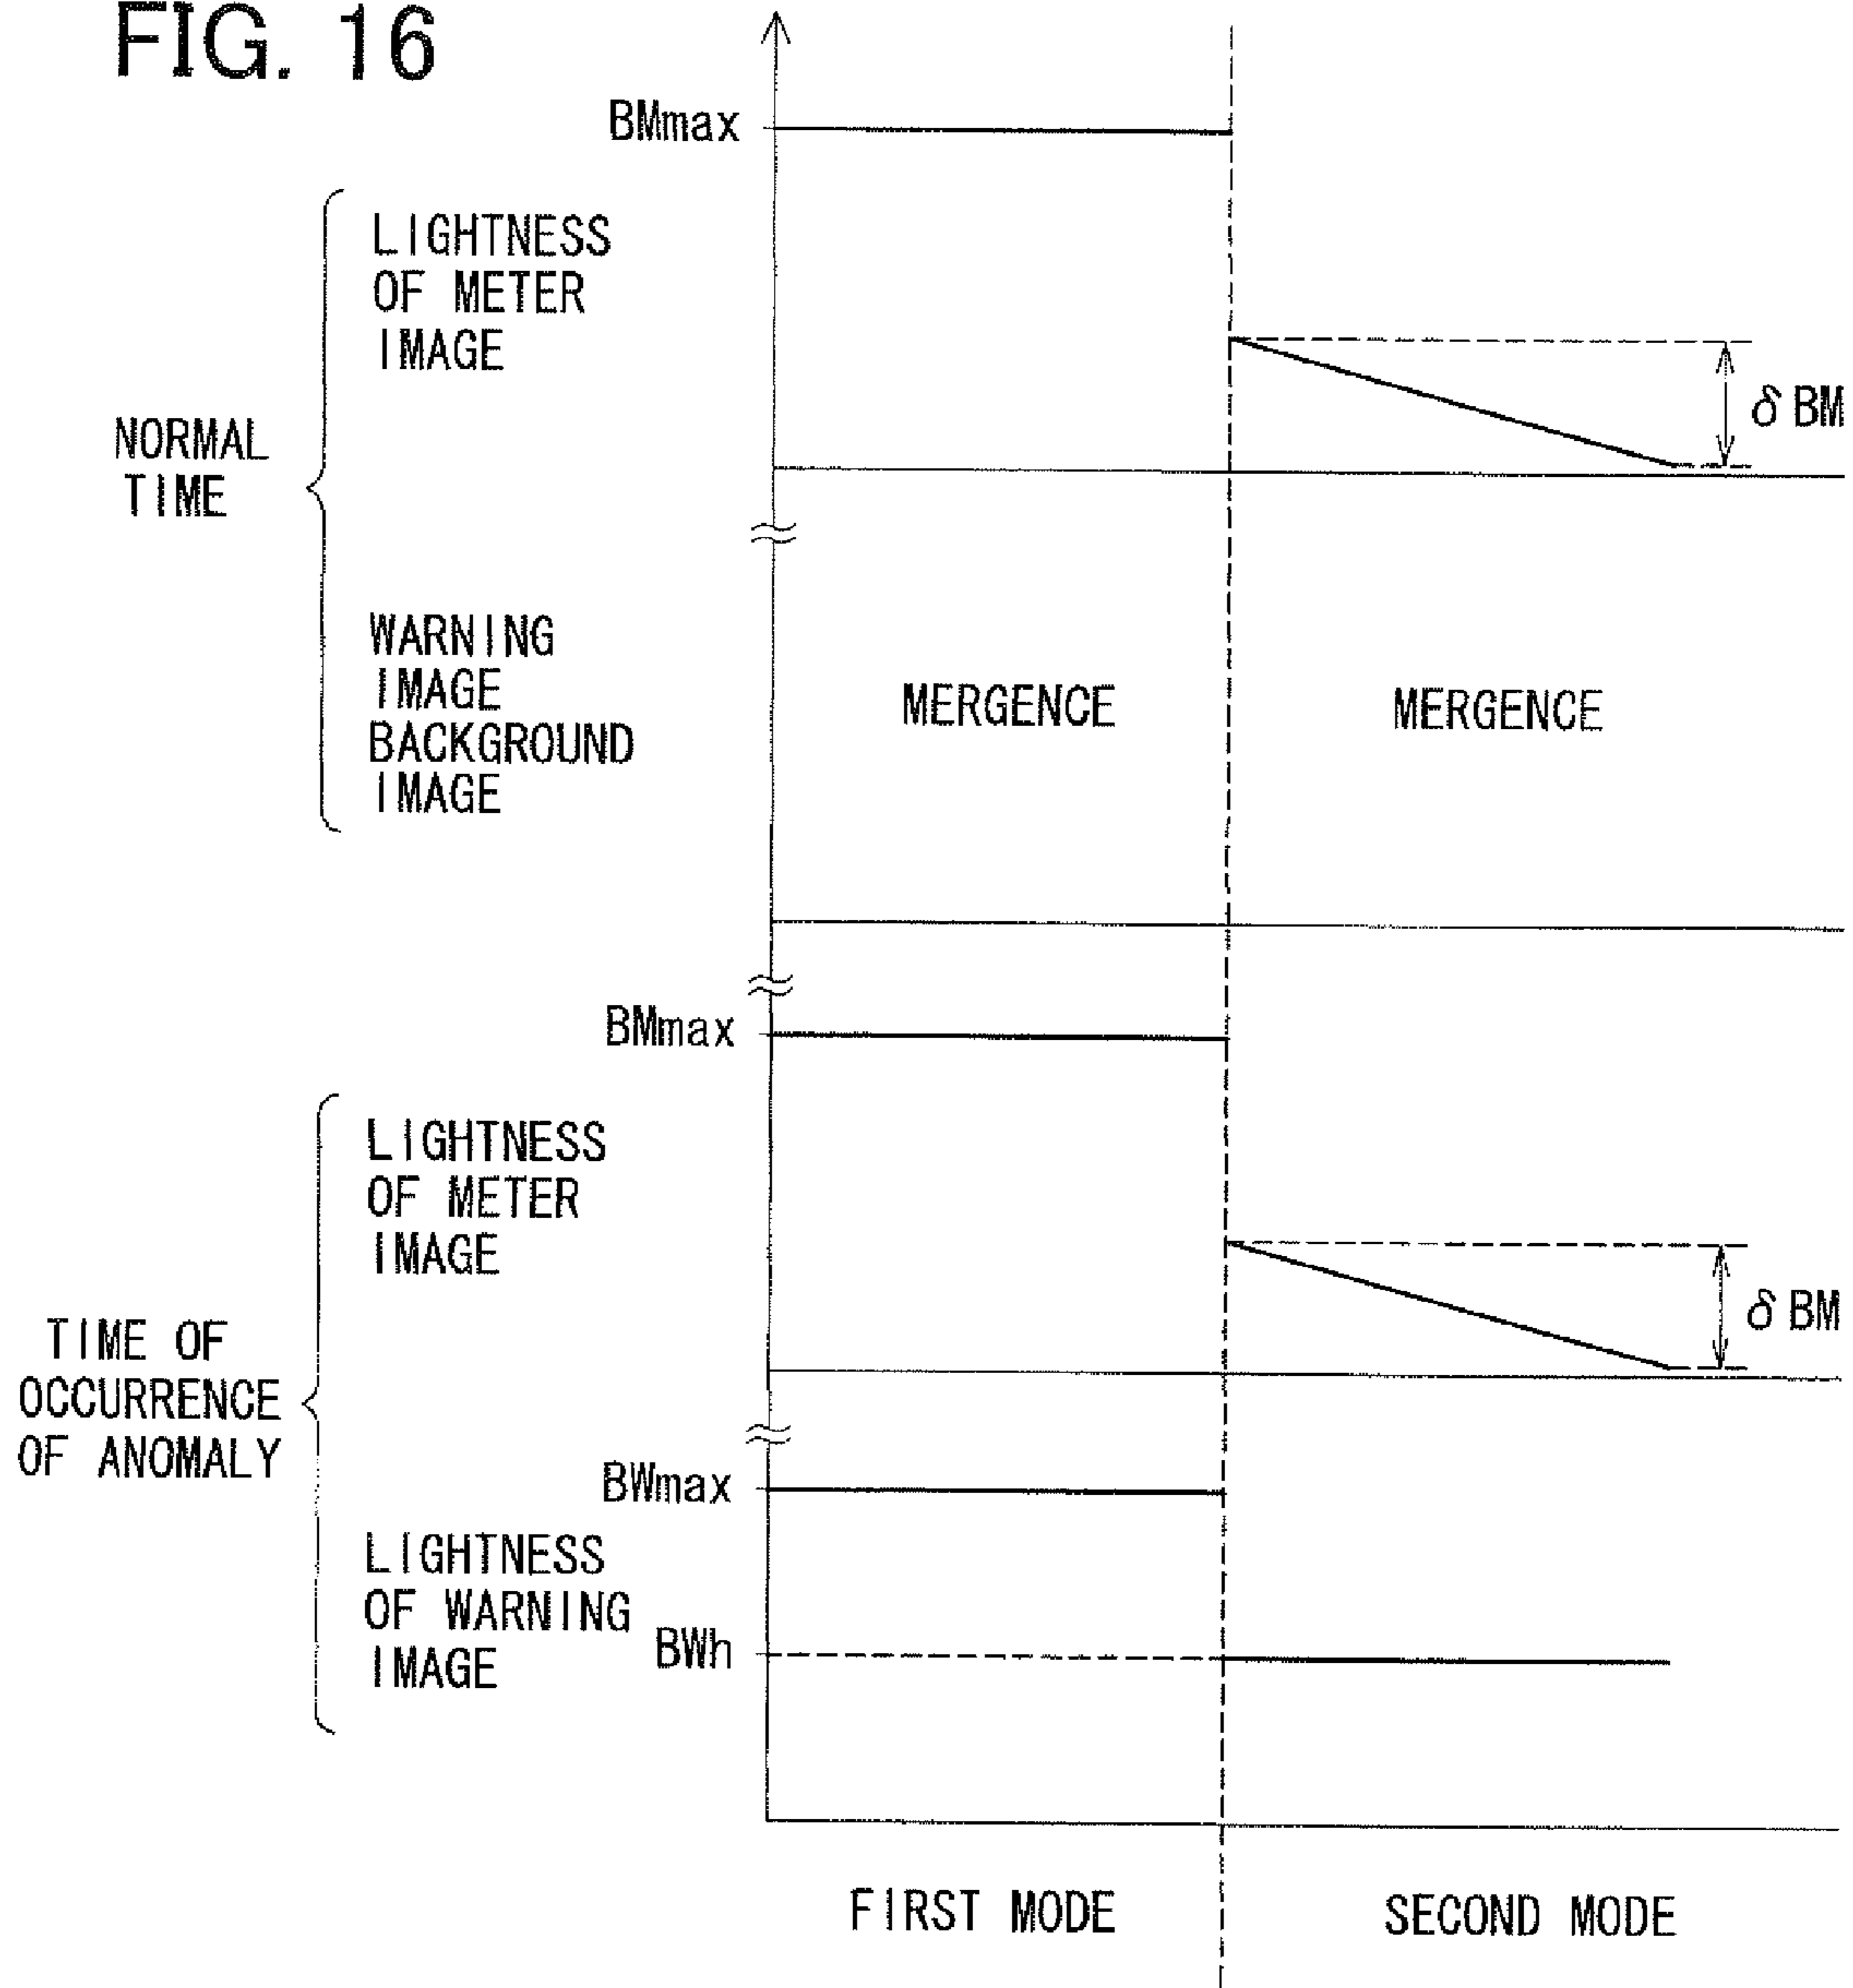 FIG. 16
BMmax
LIGHTNESS
OF METER
IMAGE
δ BM
NORMAL
TIME
WARNING
IMAGE
BACKGROUND
IMAGE
MERGENCE
MERGENCE
BMmax
LIGHTNESS
OF METER
IMAGE
δ BM
TIME OF
OCCURRENCE
OF ANOMALY
BWmax
LIGHTNESS
OF WARNING
IMAGE
BWh
FIRST MODE
SECOND MODE